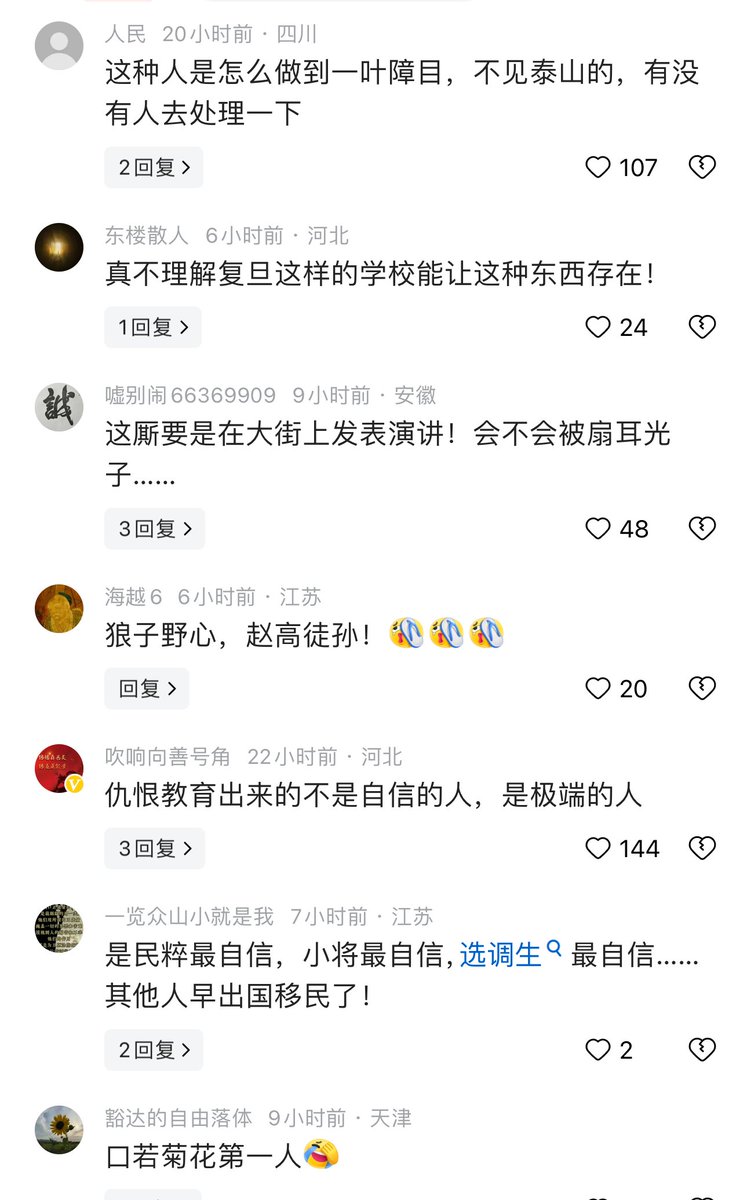 人民 20小时前 · 四川
这种人是怎么做到一叶障目，不见泰山的，有没
有人去处理一下
2回复
107
东楼散人 6小时前 · 河北
真不理解复旦这样的学校能让这种东西存在！
1回复
24
嘘别闹66369909 9小时前 · 安徽
誠
这厮要是在大街上发表演讲！会不会被扇耳光
子……
3回复
48
海越6 6小时前 · 江苏
狼子野心，赵高徒孙！
回复
20
吹响向善号角 22小时前 · 河北
仇恨教育出来的不是自信的人，是极端的人
3回复
144
一览众山小就是我 7小时前 · 江苏
是民粹最自信，小将最自信,选调生 最自信……
其他人早出国移民了！
2回复
2
豁达的自由落体 9小时前 · 天津
口若菊花第一人